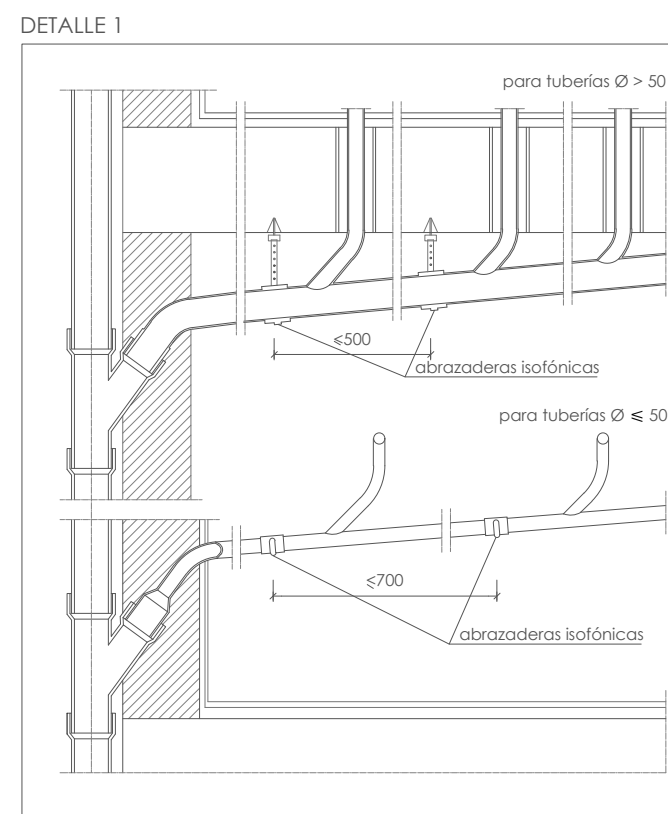 DETALLE 1
para tuberías Ø > 50
≤500
abrazaderas isofónicas
para tuberías Ø ≤ 50
≤700
abrazaderas isofónicas